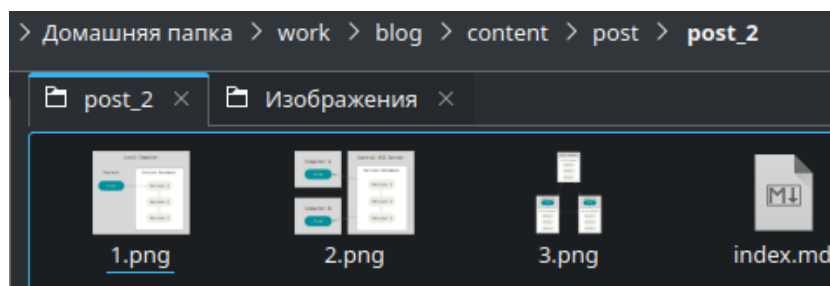 > Домашняя папка > work > blog > content > post > post_2
post_2 ×
Изображения ×
1.png
2.png
3.png
index.md